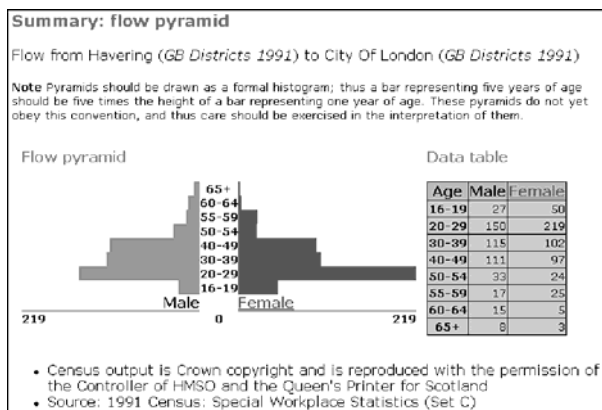 Summary: flow pyramid
Flow from Havering (GB Districts 1991) to City Of London (GB Districts 1991)
Note Pyramids should be drawn as a formal histogram; thus a bar representing five years of age
should be five times the height of a bar representing one year of age. These pyramids do not yet
obey this convention, and thus care should be exercised in the interpretation of them.
Flow pyramid
65+
60-64
55-59
50-54
40-49
30-39
20-29
16-19
Male Female
219 0 219
Data table
Age Male Female
16-19 27 50
20-29 150 219
30-39 115 102
40-49 111 97
50-54 33 24
55-59 17 25
60-64 15 5
65+ 8 3
• Census output is Crown copyright and is reproduced with the permission of
the Controller of HMSO and the Queen's Printer for Scotland
• Source: 1991 Census: Special Workplace Statistics (Set C)